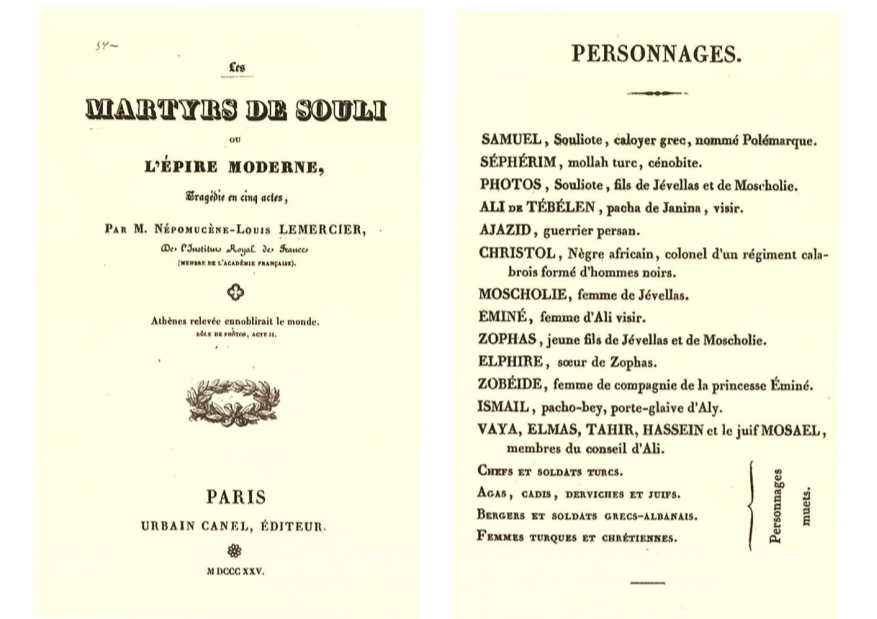 Les
MARTYRS DE SOULI
OU
L'ÉPIRE MODERNE,
Tragédie en cinq actes,
PAR M. NÉPOMUCÈNE-LOUIS LEMERCIER,
De l'Institut Royal de France
(MEMBRE DE L'ACADÉMIE FRANÇAISE).
Athènes relevée ennoblirait le monde.
RÔLE DE PHOTOS, ACTE II.
PARIS
URBAIN CANEL, ÉDITEUR.
M DCCC XXV.
PERSONNAGES.
SAMUEL, Souliote, caloyer grec, nommé Polémarque.
SÉPHÉRIM, mollah turc, cénobite.
PHOTOS, Souliote, fils de Jévellas et de Moscholie.
ALI DE TÉBÉLEN, pacha de Janina, visir.
AJAZID, guerrier persan.
CHRISTOL, Nègre africain, colonel d'un régiment cala-
brois formé d'hommes noirs.
MOSCHOLIE, femme de Jévellas.
ÉMINÉ, femme d'Ali visir.
ZOPHAS, jeune fils de Jévellas et de Moscholie.
ELPHIRE, sœur de Zophas.
ZOBÉIDE, femme de compagnie de la princesse Éminé.
ISMAIL, pacho-bey, porte-glaive d'Aly.
VAYA, ELMAS, TAHIR, HASSEIN et le juif MOSAEL,
membres du conseil d'Ali.
CHEFS ET SOLDATS TURCS.
AGAS, CADIS, DERVICHES ET JUIFS.
BERGERS ET SOLDATS GRECS-ALBANAIS.
FEMMES TURQUES ET CHRÉTIENNES.
Personnages
muets.